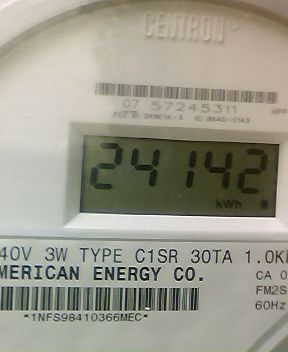 CENTRON
07 57245311
24142
kWh
40V 3W TYPE C1SR 30TA 1.0K
MERICAN ENERGY CO.
CA 0
FM2S
60Hz
*1NFS98410366MEC*